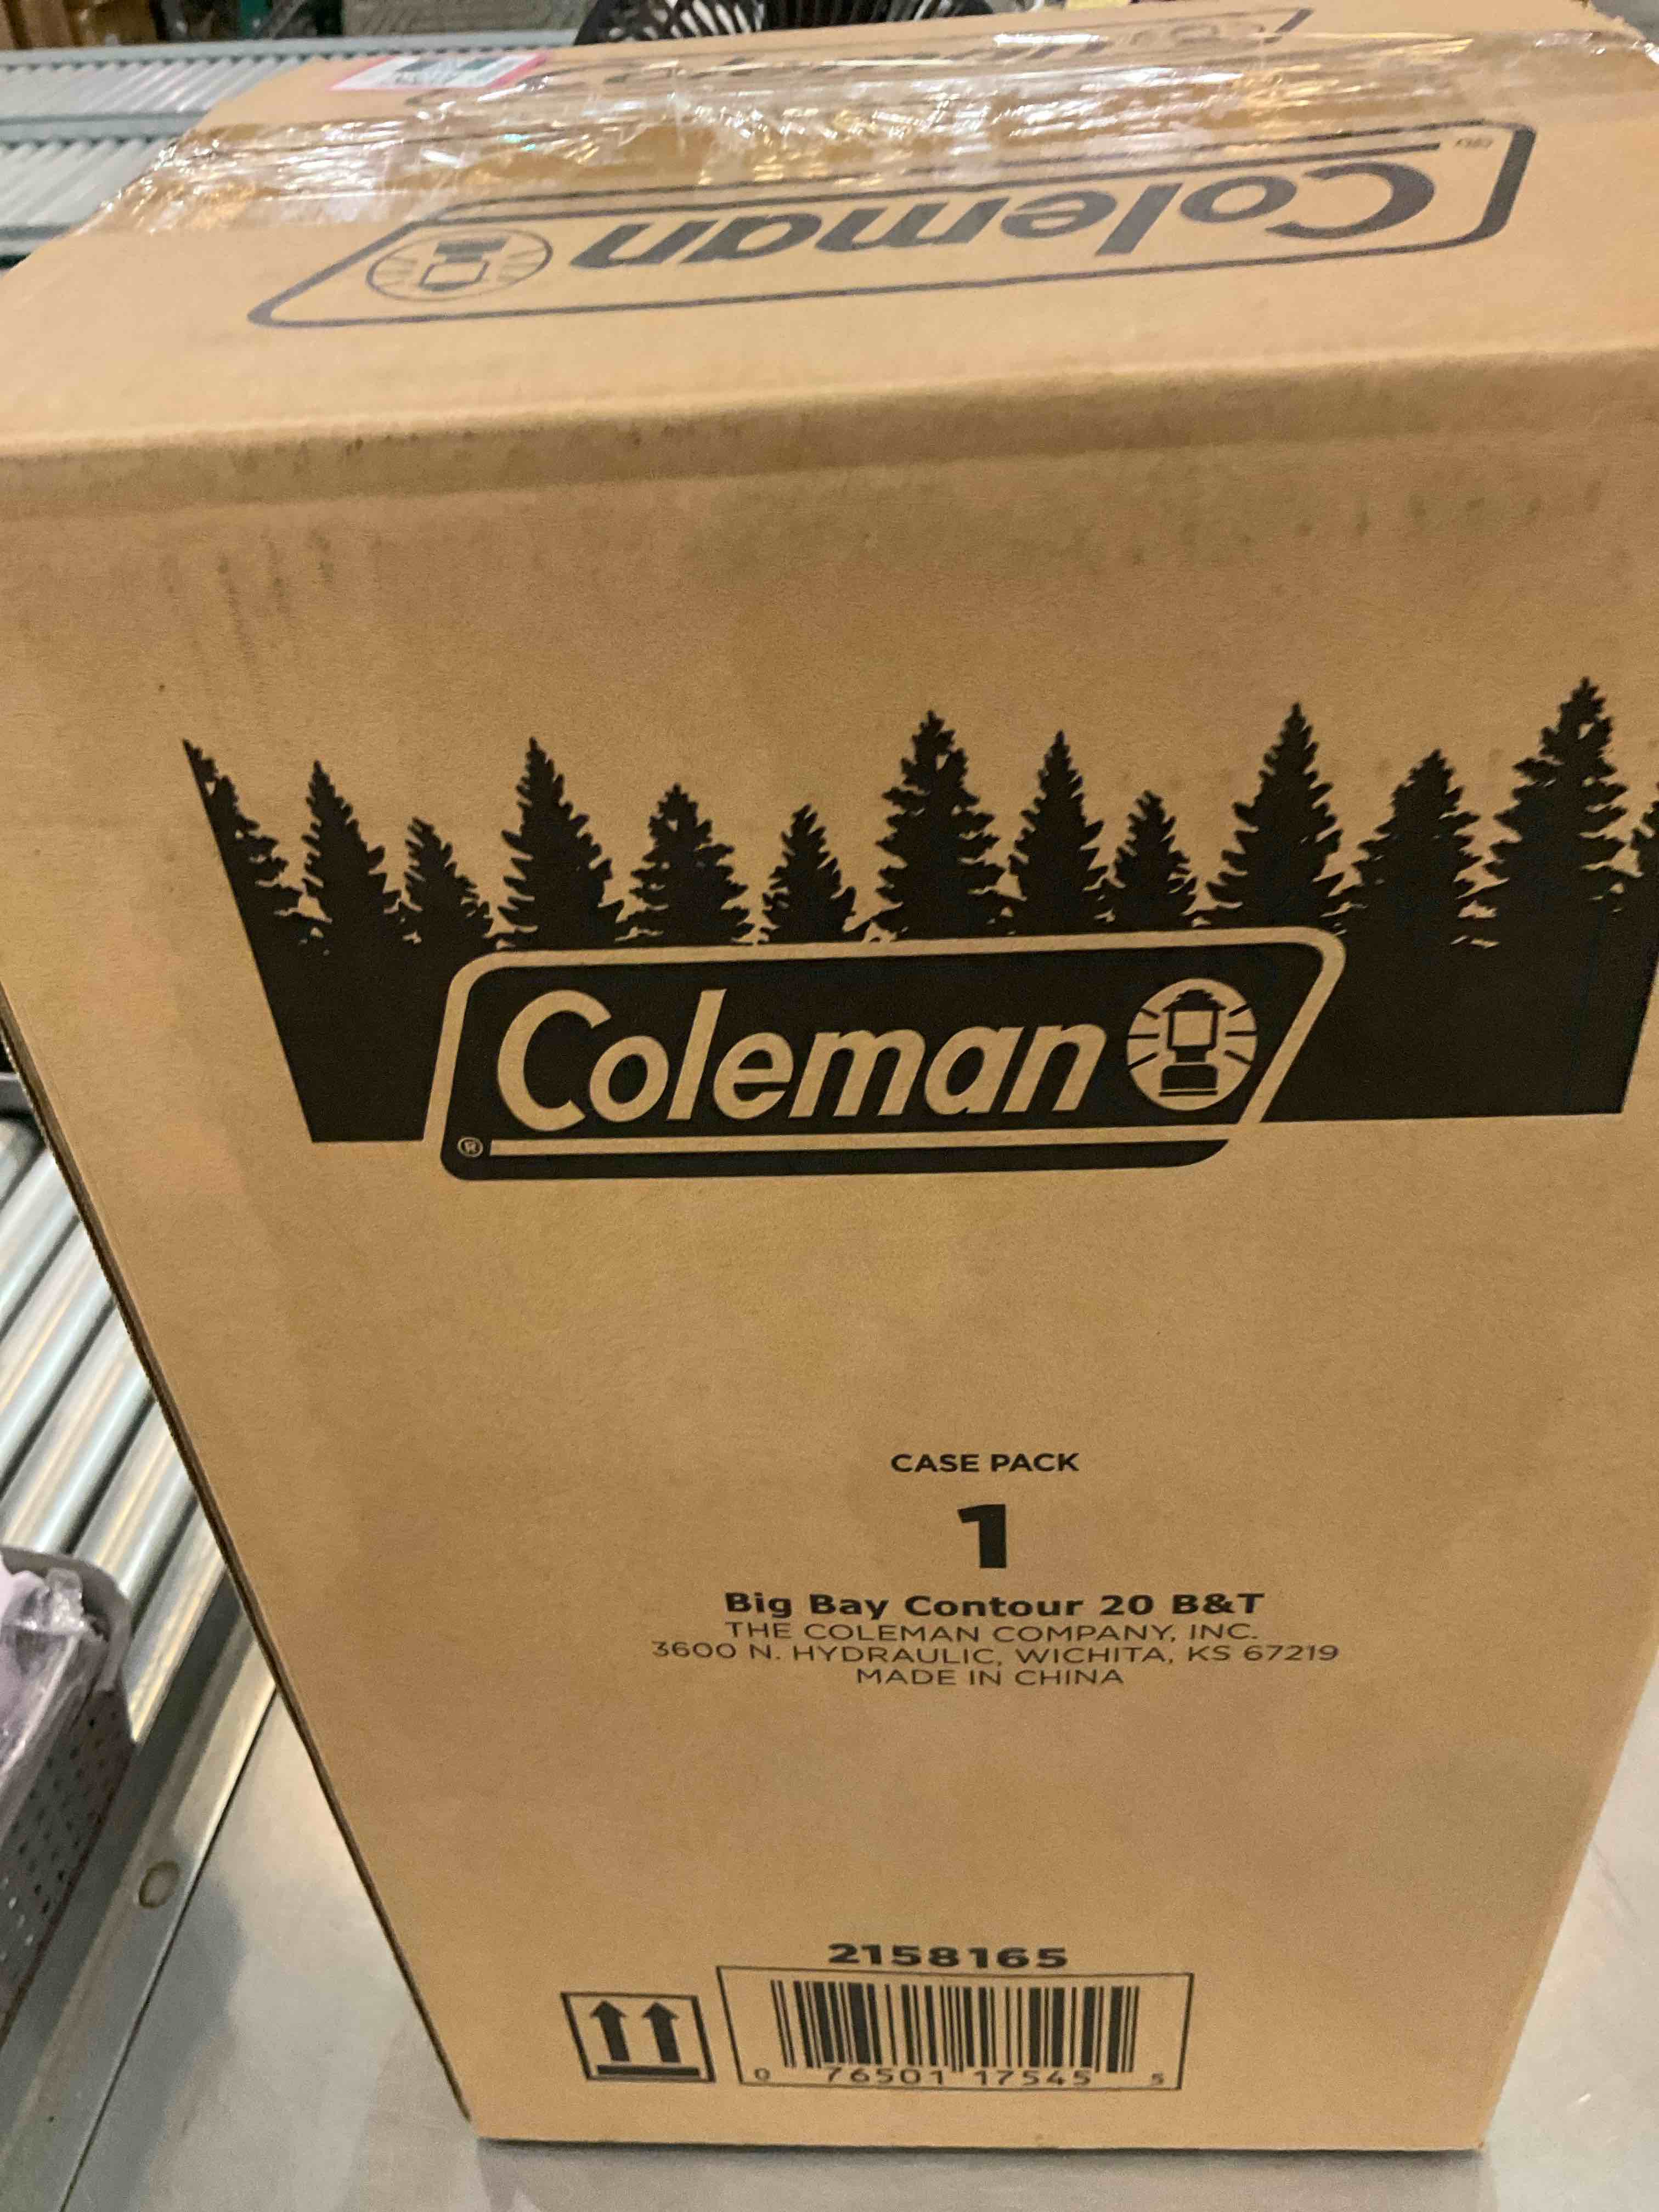 Coleman
Coleman
®
CASE PACK
1
Big Bay Contour 20 B&T
THE COLEMAN COMPANY, INC.
3600 N. HYDRAULIC, WICHITA, KS 67219
MADE IN CHINA
2158165
0 76501 17545 5